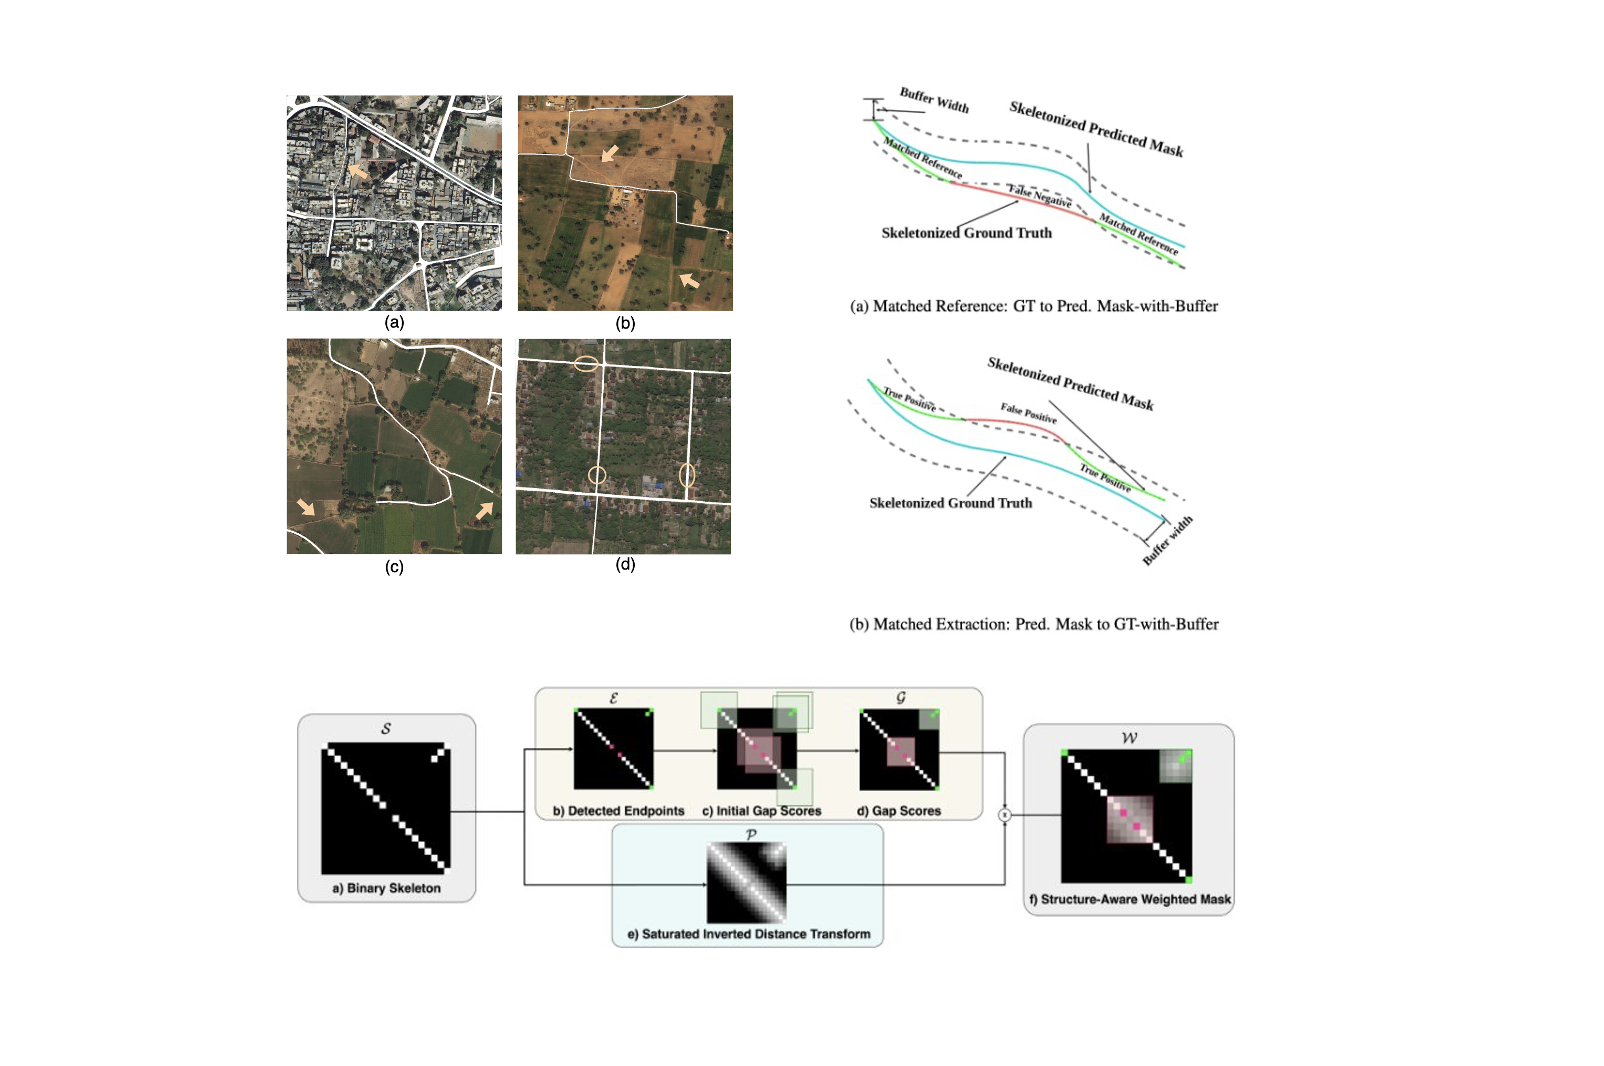 (a)
(b)
(c)
(d)
Buffer Width
Skeletonized Predicted Mask
Matched Reference
False Negative
Matched Reference
Skeletonized Ground Truth
(a) Matched Reference: GT to Pred. Mask-with-Buffer
Skeletonized Predicted Mask
True Positive
False Positive
True Positive
Skeletonized Ground Truth
Buffer width
(b) Matched Extraction: Pred. Mask to GT-with-Buffer
S
a) Binary Skeleton
E
b) Detected Endpoints
c) Initial Gap Scores
G
d) Gap Scores
P
e) Saturated Inverted Distance Transform
x
W
f) Structure-Aware Weighted Mask